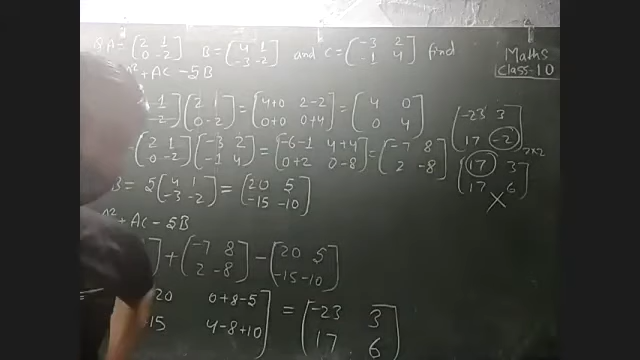 Q A = [2 1 0 -2] B = [4 1 -3 -2] and C = [-3 2 -1 4] find
² + AC - 5B
Maths
Class-10
1 -2] [2 1 0 -2] = [4+0 2-2 0+0 0+4] = [4 0 0 4]
[-23 3 17 -2] 2×2
[2 1 0 -2] [-3 2 -1 4] = [-6-1 4+4 0+2 0-8] = [-7 8 2 -8]
[17 3 17 6] ×
B = 5 [4 1 -3 -2] = [20 5 -15 -10]
A² + AC - 5B
] + [-7 8 2 -8] - [20 5 -15 -10]
20 0+8-5 15 4-8+10] = [-23 3 17 6]